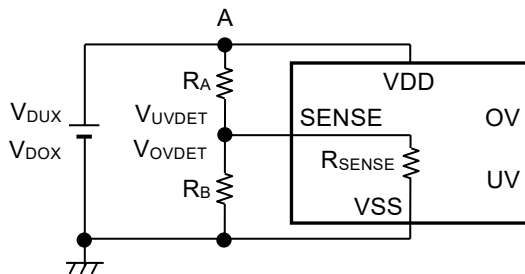 A
RA
VDD
VDUX
VUVDET
SENSE
OV
VDOX
VOVDET
RSENSE
RB
UV
VSS